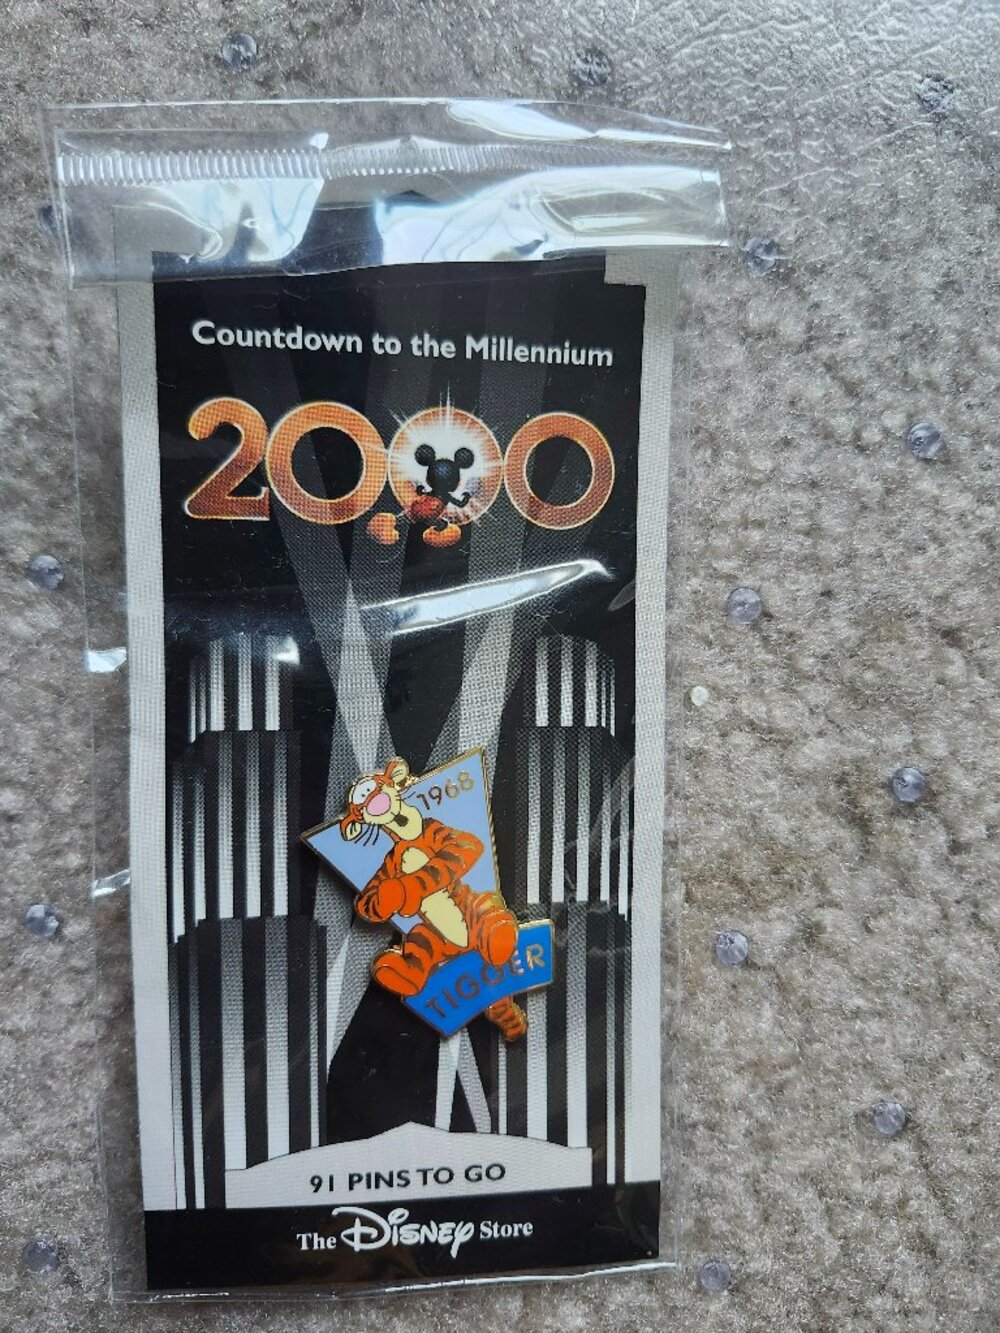 Countdown to the Millennium
2000
1968
TIGGER
91 PINS TO GO
The Disney Store